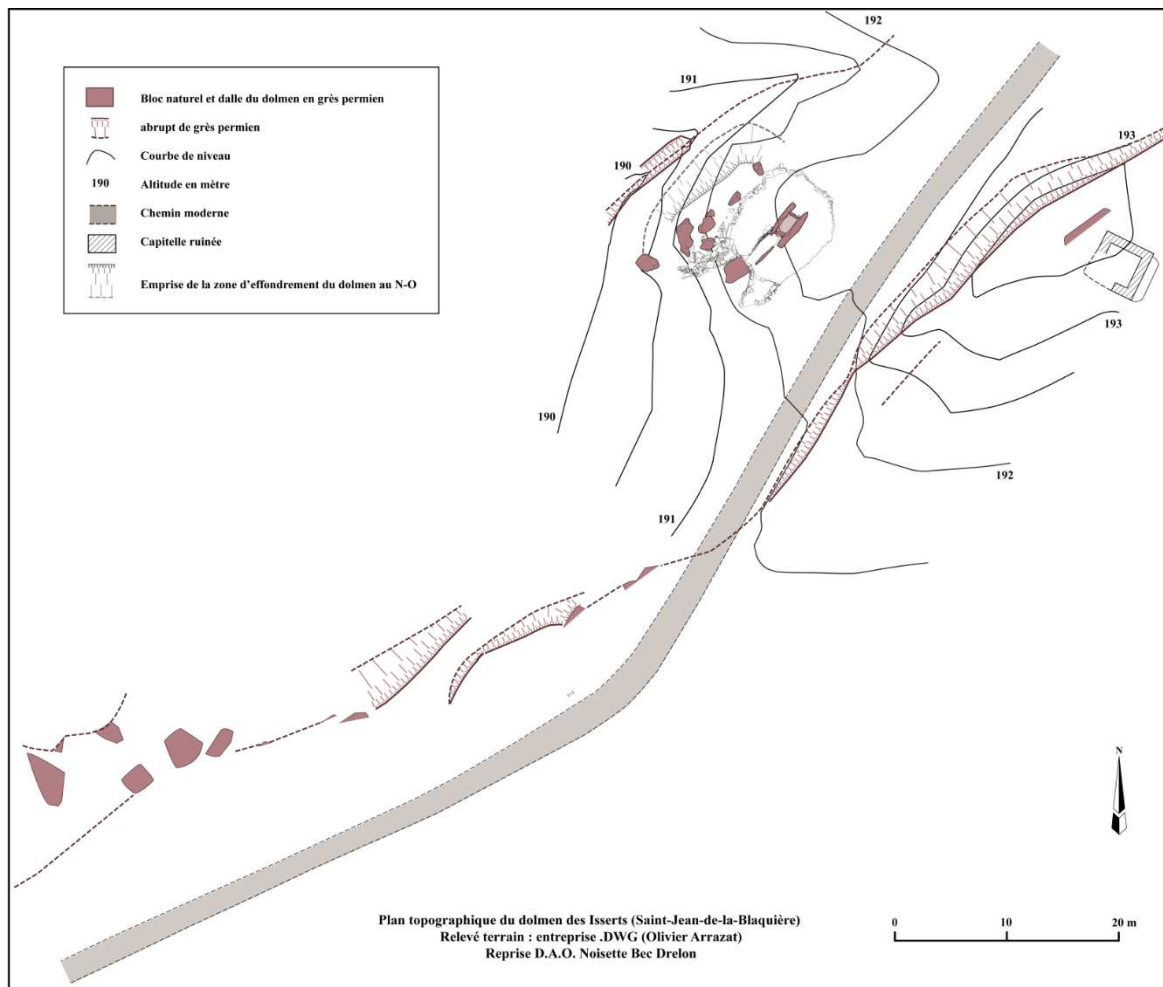 192
191
193
190
193
190
192
191
Bloc naturel et dalle du dolmen en grès permien
abrupt de grès permien
Courbe de niveau
190 Altitude en mètre
Chemin moderne
Capitelle ruinée
Emprise de la zone d'effondrement du dolmen au N-O
N
Plan topographique du dolmen des Isserts (Saint-Jean-de-la-Blaquière)
Relevé terrain : entreprise .DWG (Olivier Arrazat)
Reprise D.A.O. Noisette Bec Drelon
0 10 20 m